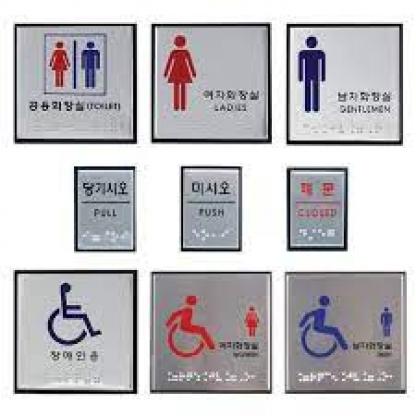 공용화장실(TOILET)
여자화장실
LADIES
남자화장실
GENTLEMEN
당기시오
PULL
미시오
PUSH
폐문
CLOSED
장애인용
여자화장실
WOMEN
남자화장실
MEN